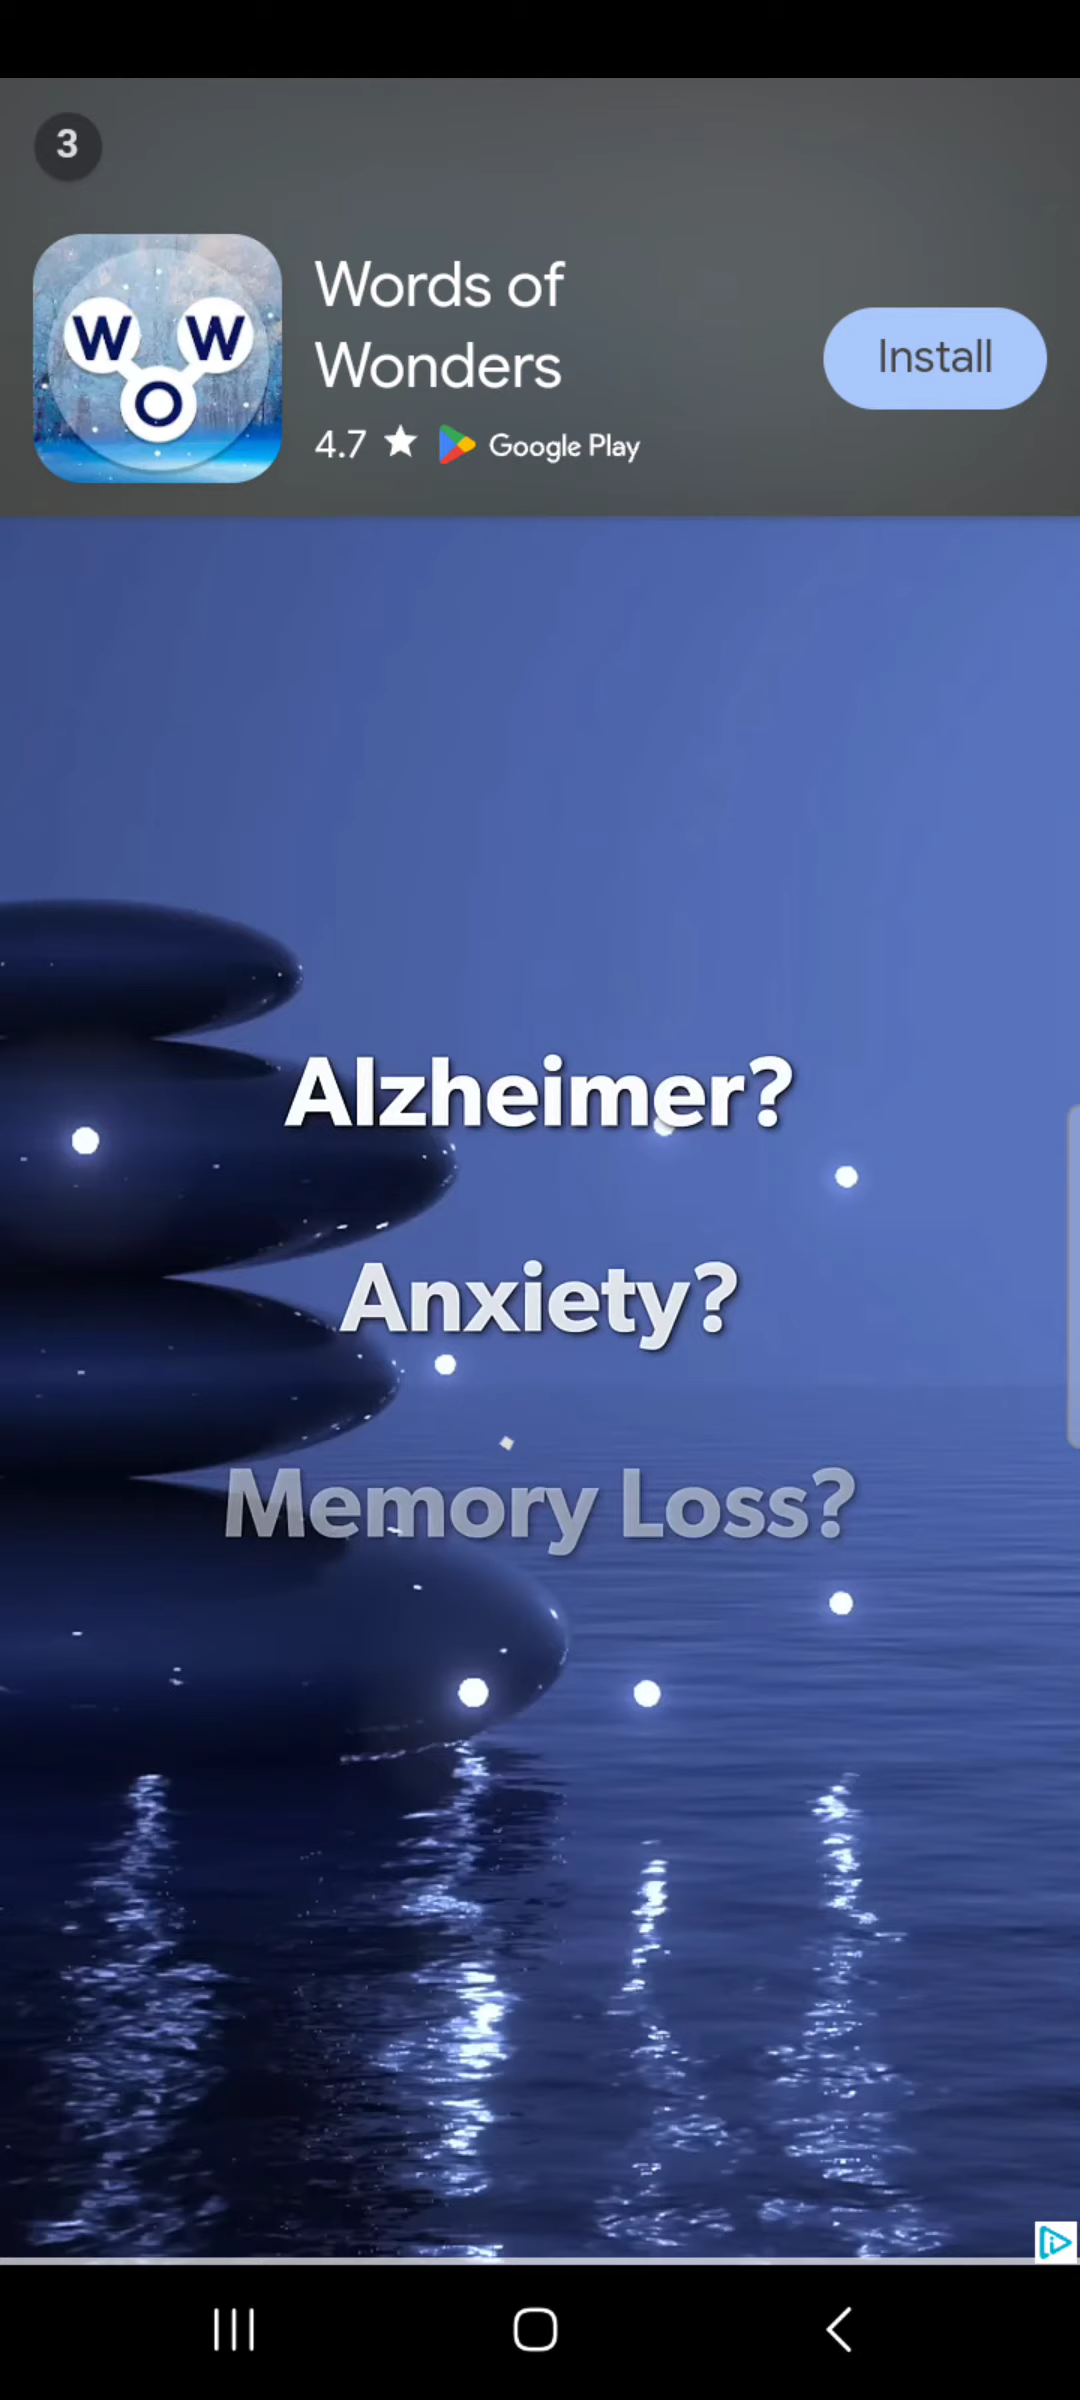 3
W W
O
Words of
Wonders
Install
4.7 ★ Google Play
Alzheimer?
Anxiety?
Memory Loss?